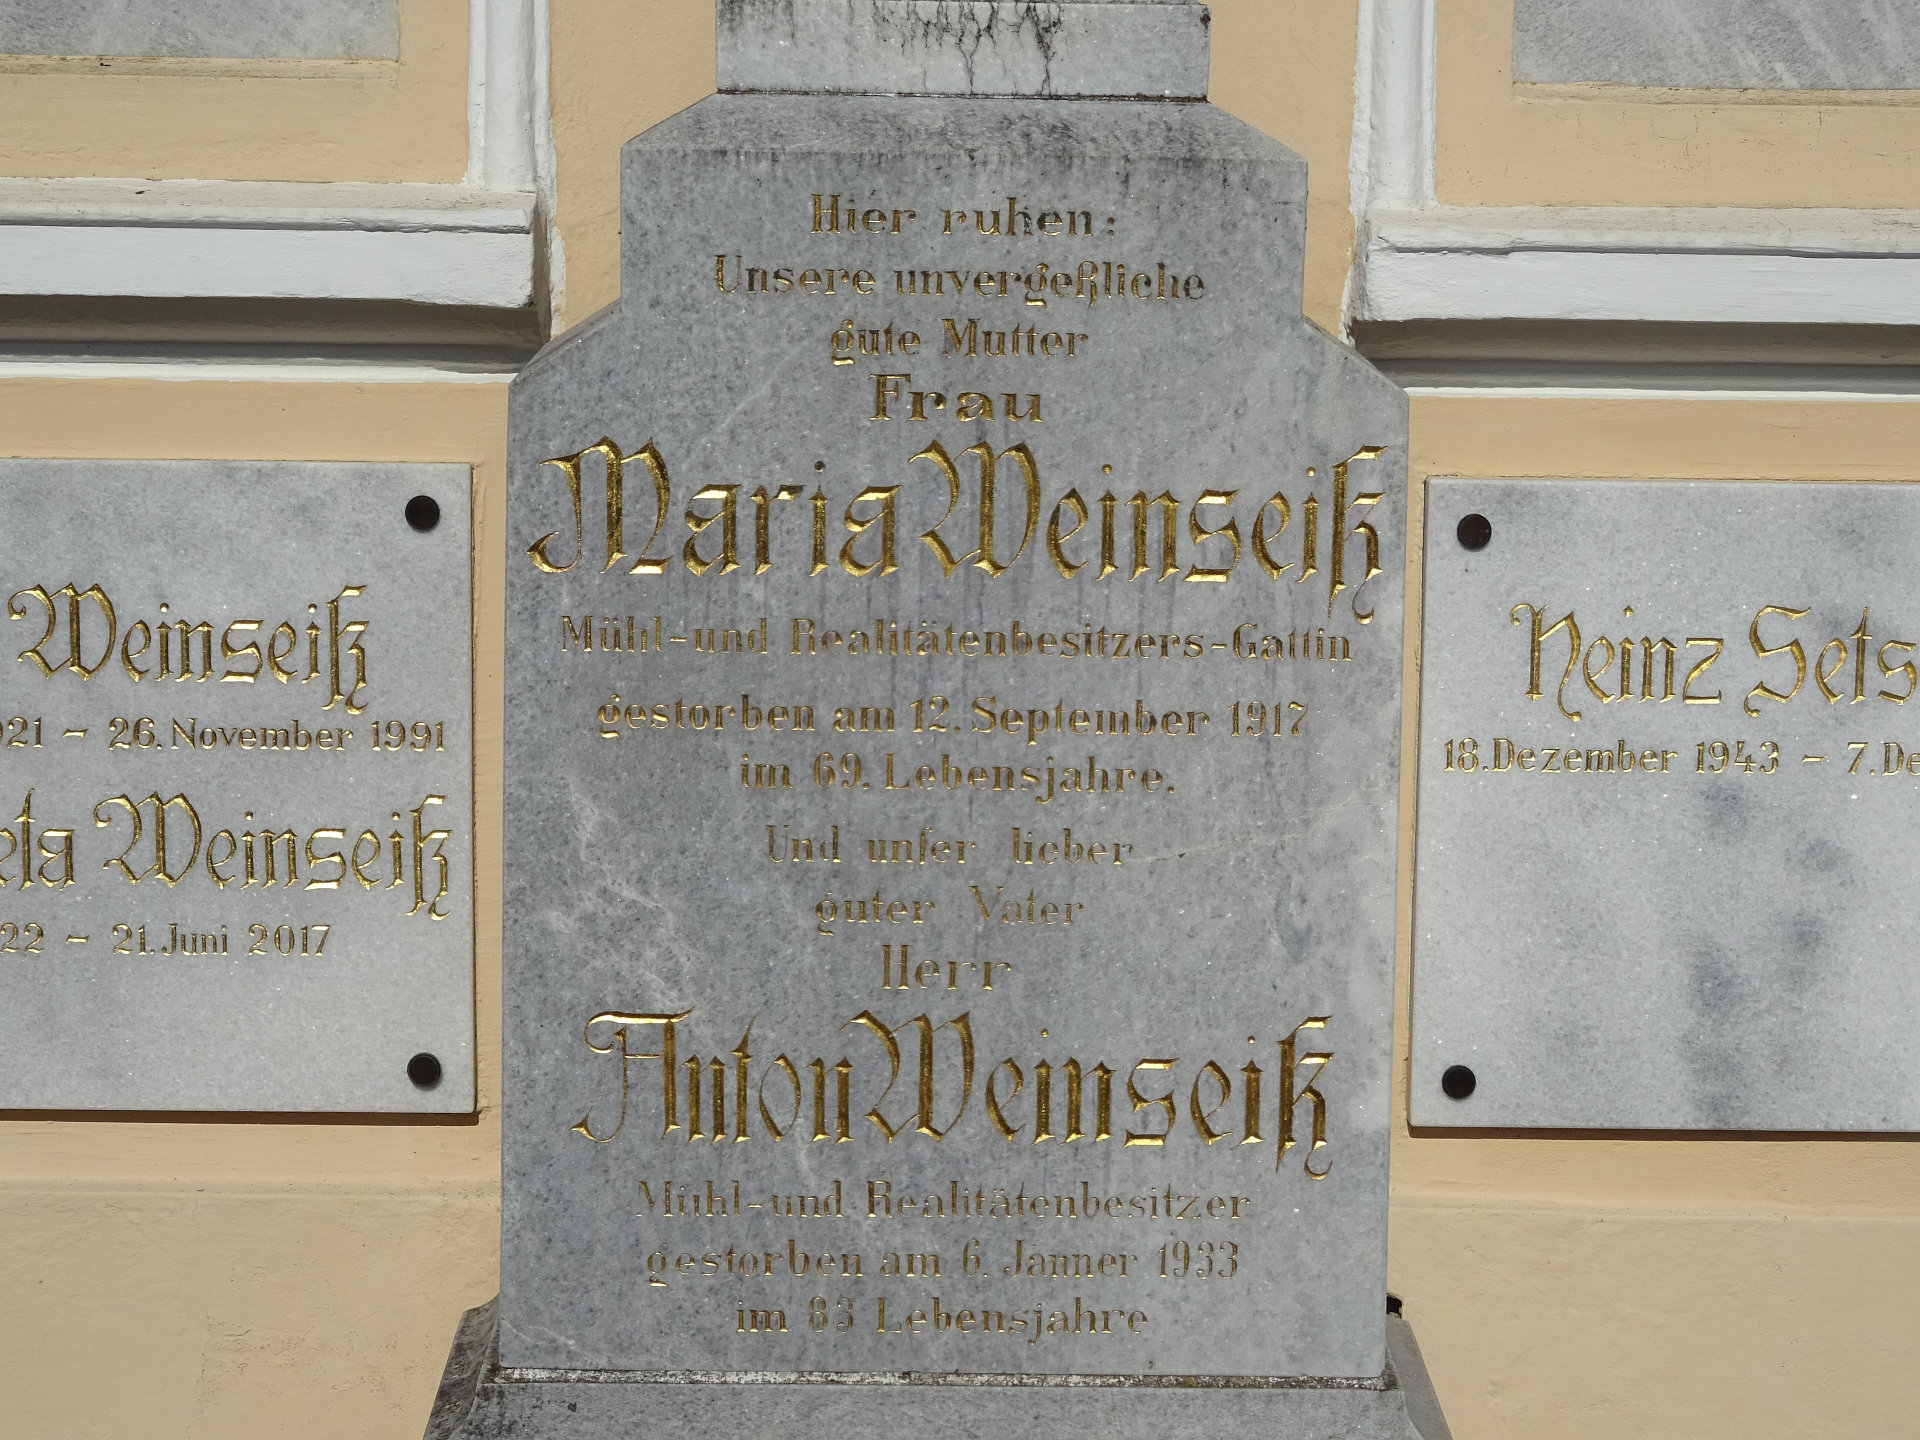 Hier ruhen:
Unsere unvergeßliche
gute Mutter
Frau
Maria Weinseiß
Mühl-und Realitätenbesitzers-Gattin
gestorben am 12. September 1917
im 69. Lebensjahre.
Und unſer lieber
guter Vater
Herr
Anton Weinseiß
Mühl-und Realitätenbesitzer
gestorben am 6. Jänner 1933
im 83 Lebensjahre
Weinseiß
– 26. November 1991
Weinseiß
– 21. Juni 2017
Heinz
18. Dezember 1943 – 7.